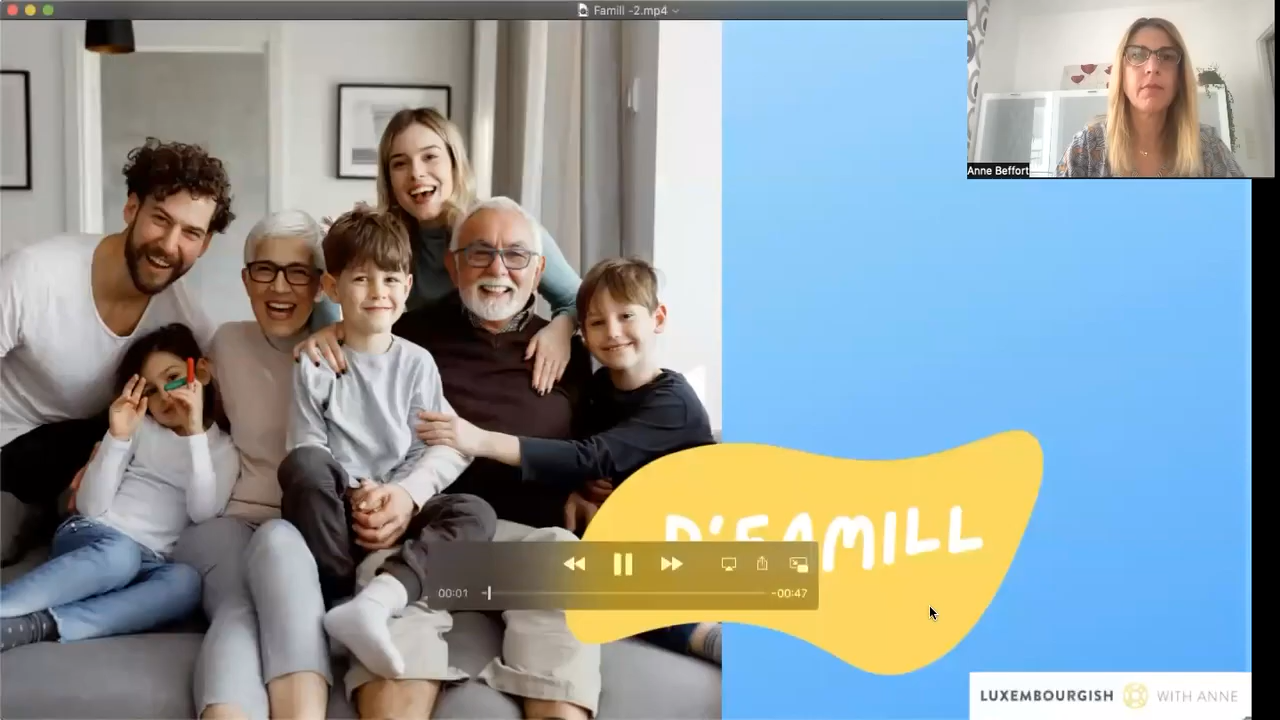 Famill -2.mp4
Anne Beffort
D'FAMILL
00:01
-00:47
LUXEMBOURGISH WITH ANNE